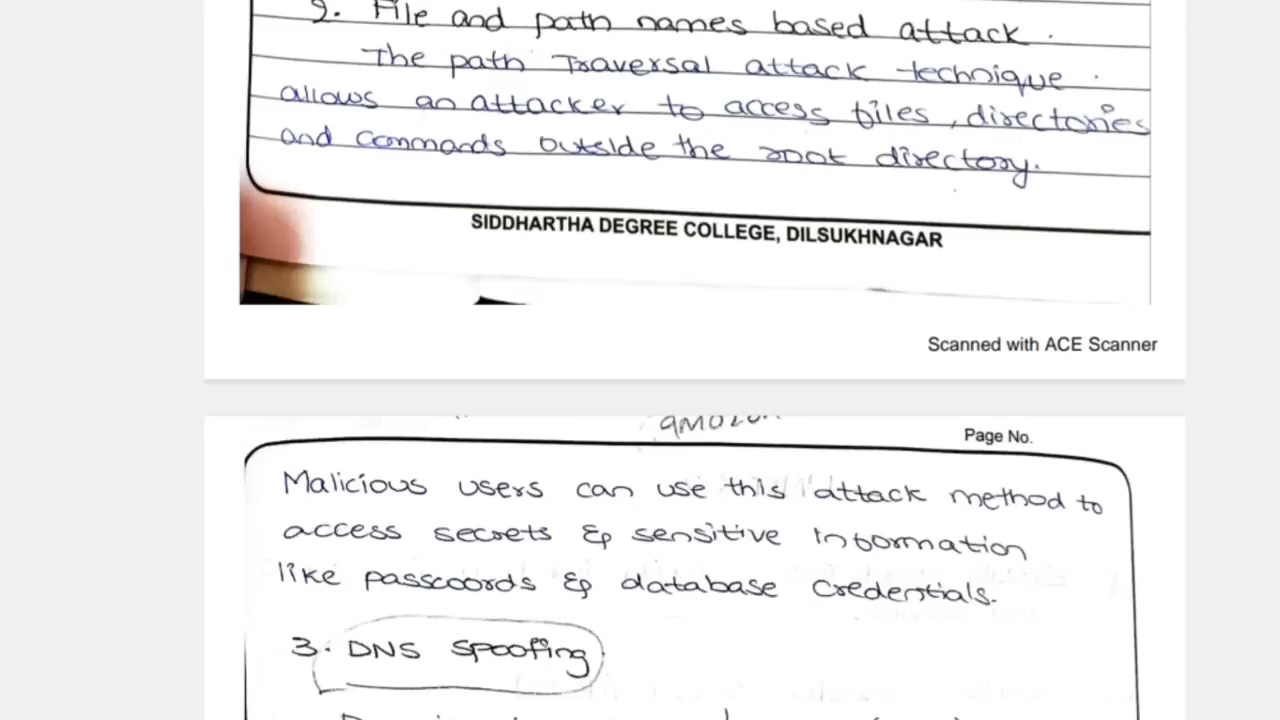 2. File and path names based attack.
The path Traversal attack technique
allows an attacker to access files, directories
and commands outside the root directory.
SIDDHARTHA DEGREE COLLEGE, DILSUKHNAGAR
Scanned with ACE Scanner
Page No.
Malicious users can use this attack method to
access secrets & sensitive information
like passwords & database credentials.
3. DNS Spoofing